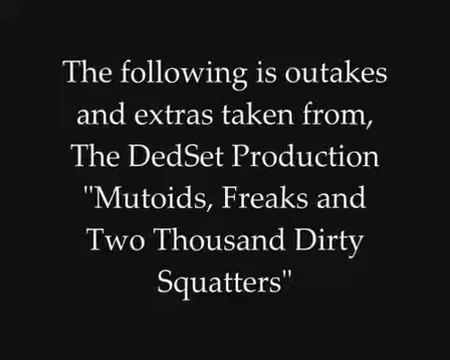 The following is outakes
and extras taken from,
The DedSet Production
"Mutoids, Freaks and
Two Thousand Dirty
Squatters"